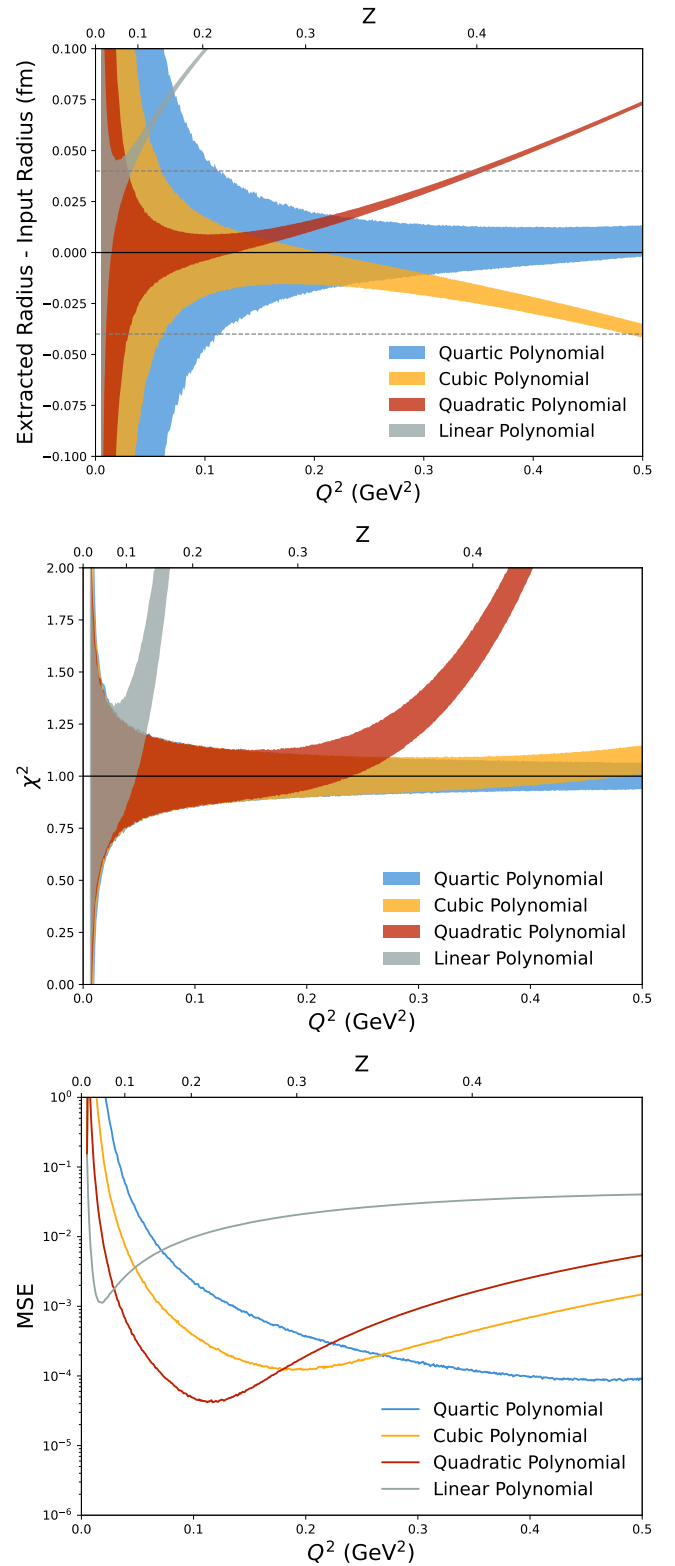 Z
0.0 0.1 0.2 0.3 0.4
Extracted Radius - Input Radius (fm)
0.100
0.075
0.050
0.025
0.000
−0.025
−0.050
−0.075
−0.100
Quartic Polynomial
Cubic Polynomial
Quadratic Polynomial
Linear Polynomial
0.0 0.1 0.2 0.3 0.4 0.5
Q² (GeV²)
Z
0.0 0.1 0.2 0.3 0.4
χ²
2.00
1.75
1.50
1.25
1.00
0.75
0.50
0.25
0.00
Quartic Polynomial
Cubic Polynomial
Quadratic Polynomial
Linear Polynomial
0.0 0.1 0.2 0.3 0.4 0.5
Q² (GeV²)
Z
0.0 0.1 0.2 0.3 0.4
MSE
10⁰
10⁻¹
10⁻²
10⁻³
10⁻⁴
10⁻⁵
10⁻⁶
Quartic Polynomial
Cubic Polynomial
Quadratic Polynomial
Linear Polynomial
0.0 0.1 0.2 0.3 0.4 0.5
Q² (GeV²)